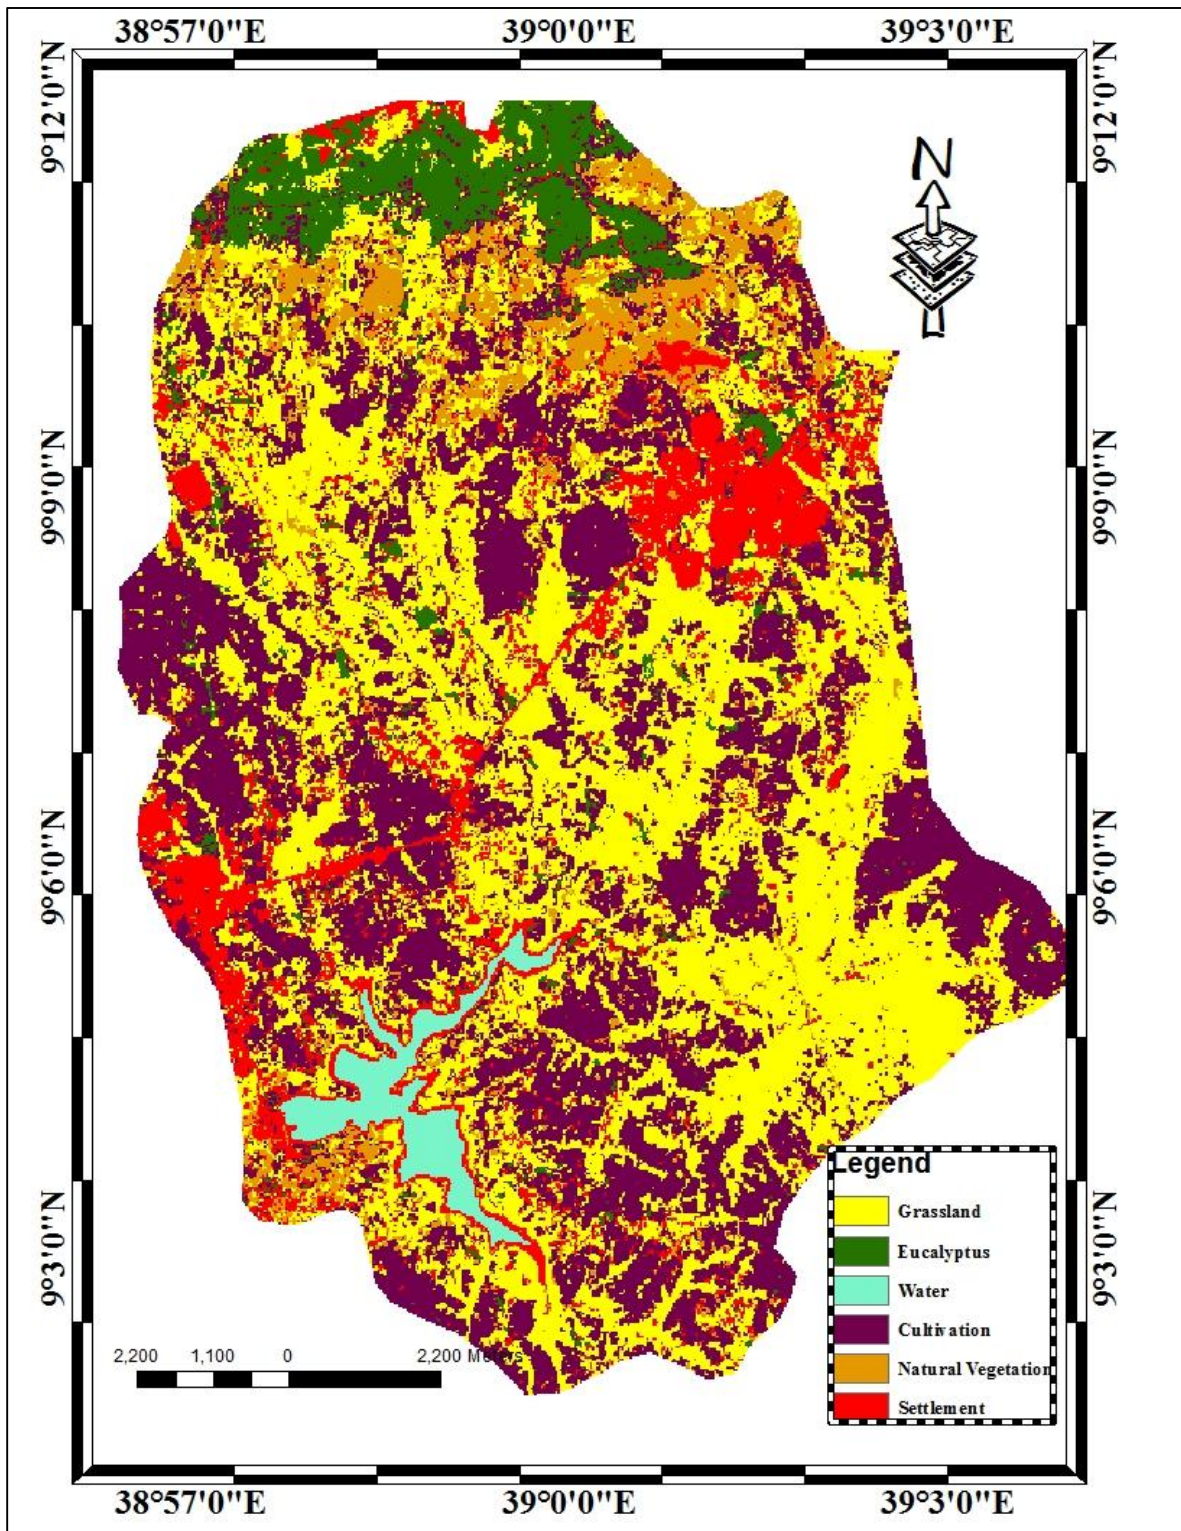 38°57'0"E 39°0'0"E 39°3'0"E
9°12'0"N 9°12'0"N
N
9°9'0"N 9°9'0"N
9°6'0"N 9°6'0"N
9°3'0"N 9°3'0"N
Legend
Grassland
Eucalyptus
Water
Cultivation
Natural Vegetation
Settlement
2,200 1,100 0 2,200 Meters
38°57'0"E 39°0'0"E 39°3'0"E